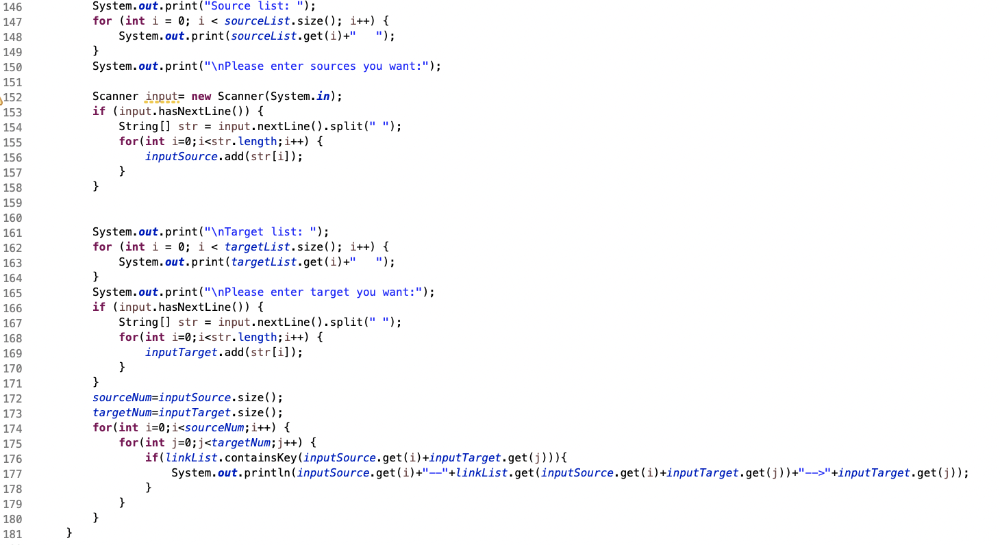 146 System.out.print("Source list: ");
147 for (int i = 0; i < sourceList.size(); i++) {
148 System.out.print(sourceList.get(i)+"   ");
149 }
150 System.out.print("\nPlease enter sources you want:");
151
152 Scanner input= new Scanner(System.in);
153 if (input.hasNextLine()) {
154 String[] str = input.nextLine().split(" ");
155 for(int i=0;i<str.length;i++) {
156 inputSource.add(str[i]);
157 }
158 }
159
160
161 System.out.print("\nTarget list: ");
162 for (int i = 0; i < targetList.size(); i++) {
163 System.out.print(targetList.get(i)+"   ");
164 }
165 System.out.print("\nPlease enter target you want:");
166 if (input.hasNextLine()) {
167 String[] str = input.nextLine().split(" ");
168 for(int i=0;i<str.length;i++) {
169 inputTarget.add(str[i]);
170 }
171 }
172 sourceNum=inputSource.size();
173 targetNum=inputTarget.size();
174 for(int i=0;i<sourceNum;i++) {
175 for(int j=0;j<targetNum;j++) {
176 if(linkList.containsKey(inputSource.get(i)+inputTarget.get(j))){
177 System.out.println(inputSource.get(i)+"--"+linkList.get(inputSource.get(i)+inputTarget.get(j))+"-->"+inputTarget.get(j));
178 }
179 }
180 }
181 }